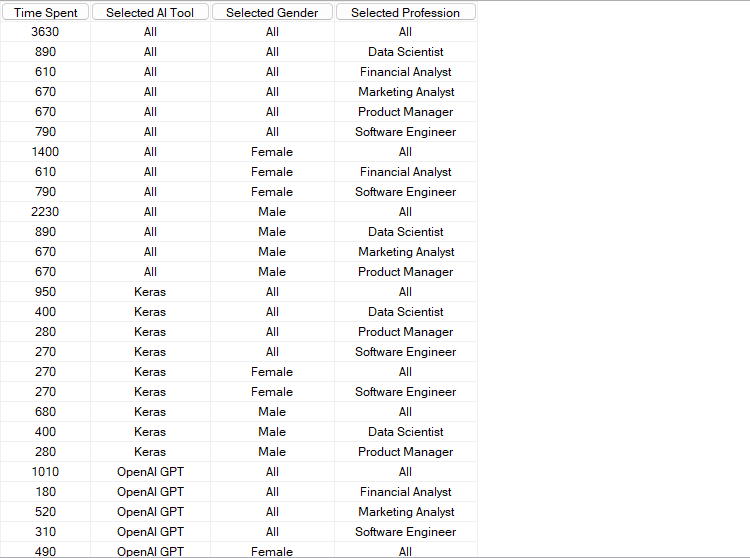 Time Spent Selected AI Tool Selected Gender Selected Profession
3630 All All All
890 All All Data Scientist
610 All All Financial Analyst
670 All All Marketing Analyst
670 All All Product Manager
790 All All Software Engineer
1400 All Female All
610 All Female Financial Analyst
790 All Female Software Engineer
2230 All Male All
890 All Male Data Scientist
670 All Male Marketing Analyst
670 All Male Product Manager
950 Keras All All
400 Keras All Data Scientist
280 Keras All Product Manager
270 Keras All Software Engineer
270 Keras Female All
270 Keras Female Software Engineer
680 Keras Male All
400 Keras Male Data Scientist
280 Keras Male Product Manager
1010 OpenAI GPT All All
180 OpenAI GPT All Financial Analyst
520 OpenAI GPT All Marketing Analyst
310 OpenAI GPT All Software Engineer
490 OpenAI GPT Female All